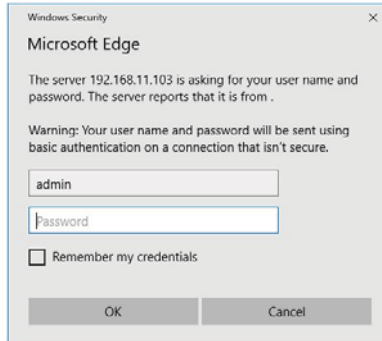 Windows Security
Microsoft Edge
The server 192.168.11.103 is asking for your user name and
password. The server reports that it is from .
Warning: Your user name and password will be sent using
basic authentication on a connection that isn't secure.
admin
Password
Remember my credentials
OK
Cancel